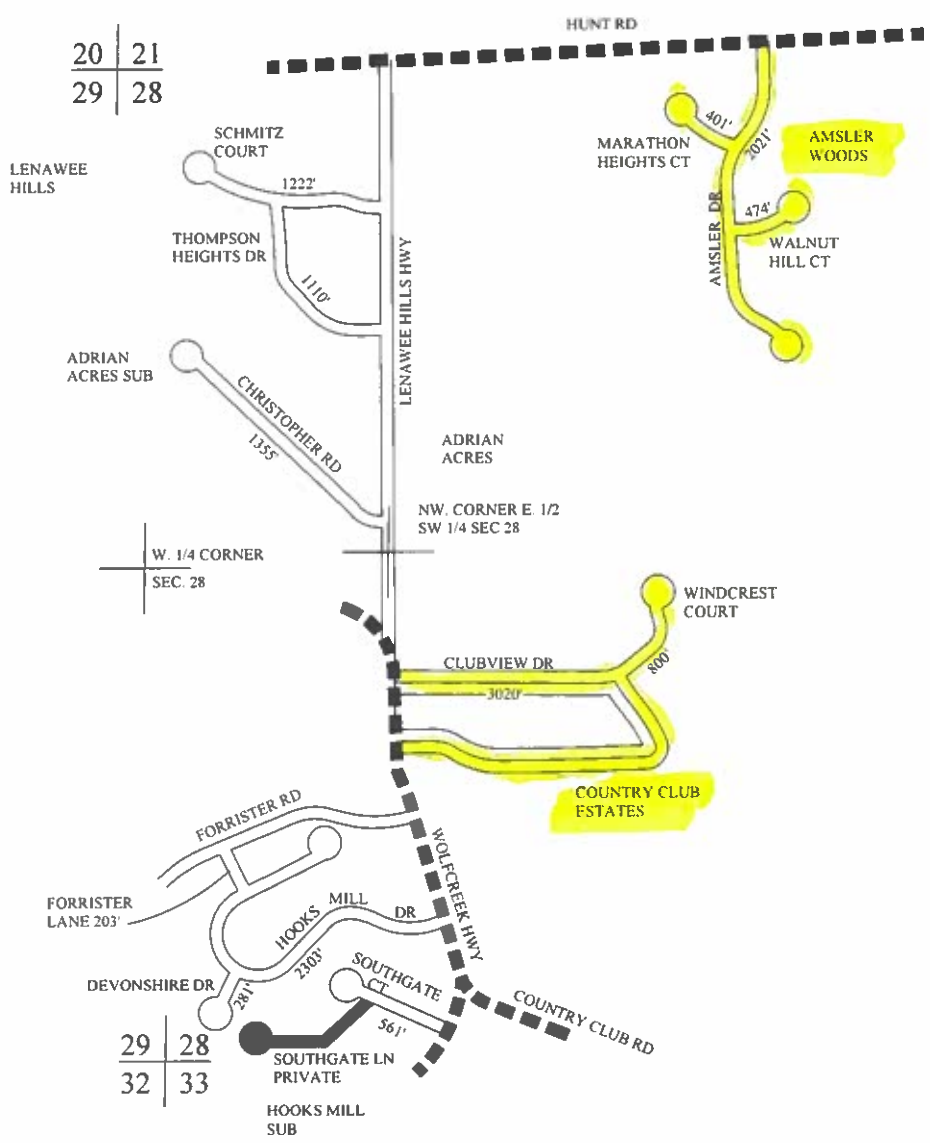 HUNT RD
20 21
29 28
SCHMITZ
COURT
LENAWEE
HILLS
1222'
THOMPSON
HEIGHTS DR
1110'
LENAWEE HILLS HWY
401'
MARATHON
HEIGHTS CT
2021'
AMSLER
WOODS
AMSLER DR
474'
WALNUT
HILL CT
ADRIAN
ACRES SUB
CHRISTOPHER RD
1355'
ADRIAN
ACRES
NW. CORNER E. 1/2
SW 1/4 SEC 28
W. 1/4 CORNER
SEC. 28
WINDCREST
COURT
CLUBVIEW DR
800'
3020'
COUNTRY CLUB
ESTATES
FORRISTER RD
WOLFCREEK HWY
FORRISTER
LANE 203'
HOOKS MILL DR
2303'
DEVONSHIRE DR
281'
SOUTHGATE
CT
561'
COUNTRY CLUB RD
29 28
32 33
SOUTHGATE LN
PRIVATE
HOOKS MILL
SUB